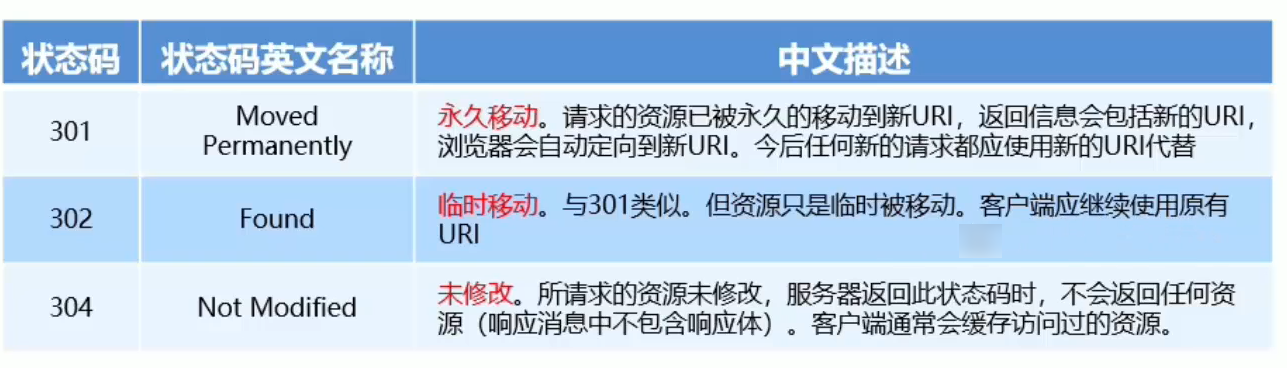 状态码 状态码英文名称 中文描述
301
Moved
Permanently
永久移动。请求的资源已被永久的移动到新URI，返回信息会包括新的URI，
浏览器会自动定向到新URI。今后任何新的请求都应使用新的URI代替
302
Found
临时移动。与301类似。但资源只是临时被移动。客户端应继续使用原有
URI
304
Not Modified
未修改。所请求的资源未修改，服务器返回此状态码时，不会返回任何资
源（响应消息中不包含响应体）。客户端通常会缓存访问过的资源。